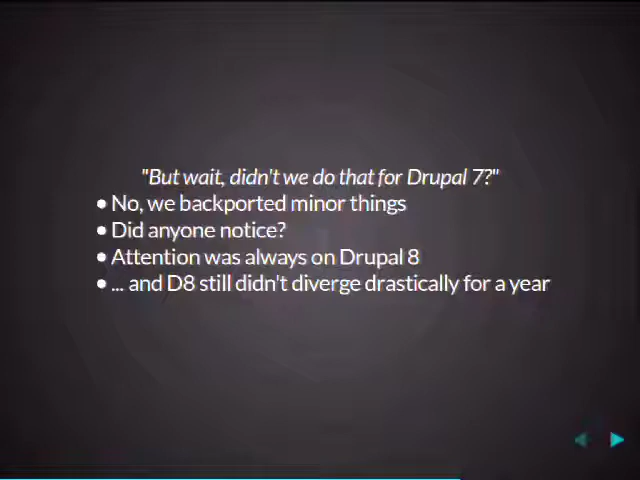 "But wait, didn't we do that for Drupal 7?"
• No, we backported minor things
• Did anyone notice?
• Attention was always on Drupal 8
• ... and D8 still didn't diverge drastically for a year